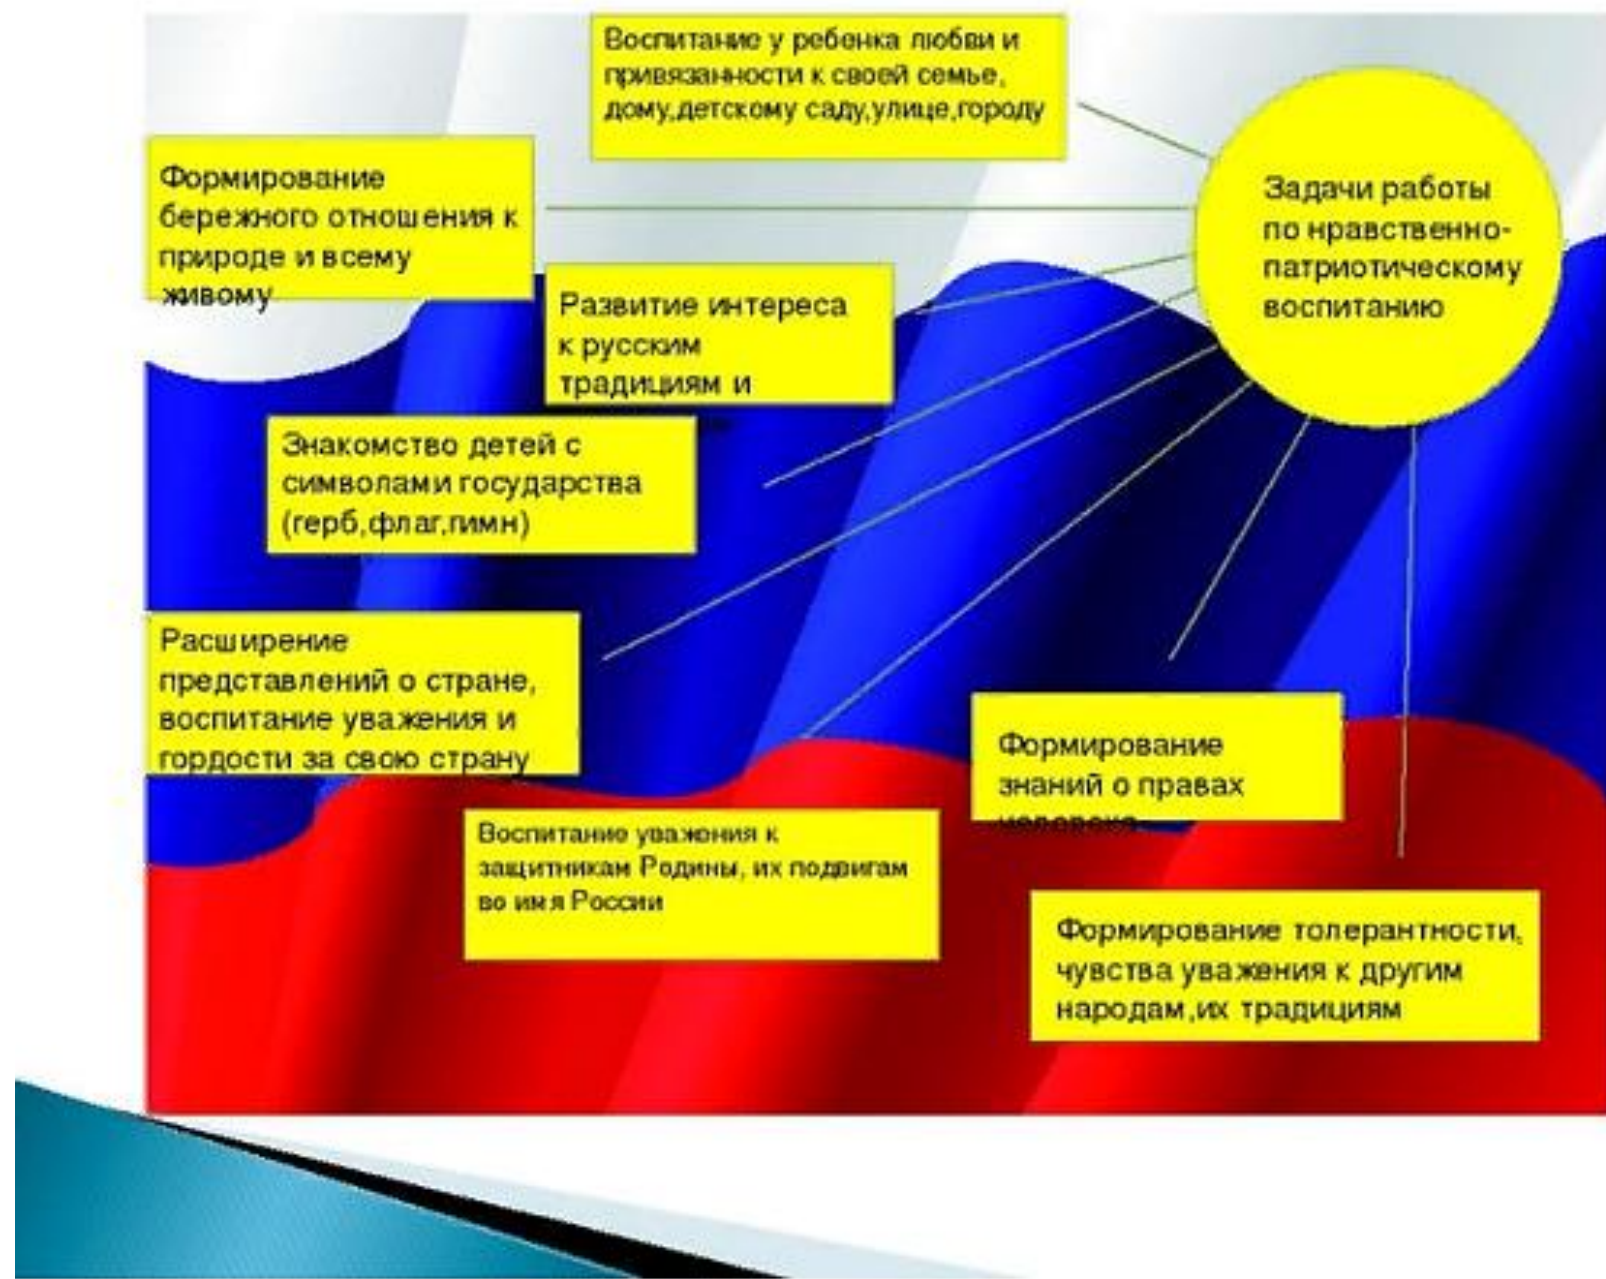 Воспитание у ребенка любви и
привязанности к своей семье,
дому,детскому саду,улице,городу
Задачи работы
по нравственно-
патриотическому
воспитанию
Формирование
бережного отношения к
природе и всему
живому
Развитие интереса
к русским
традициям и
Знакомство детей с
символами государства
(герб,флаг,гимн)
Расширение
представлений о стране,
воспитание уважения и
гордости за свою страну
Формирование
знаний о правах
человека
Воспитание уважения к
защитникам Родины, их подвигам
во имя России
Формирование толерантности,
чувства уважения к другим
народам,их традициям